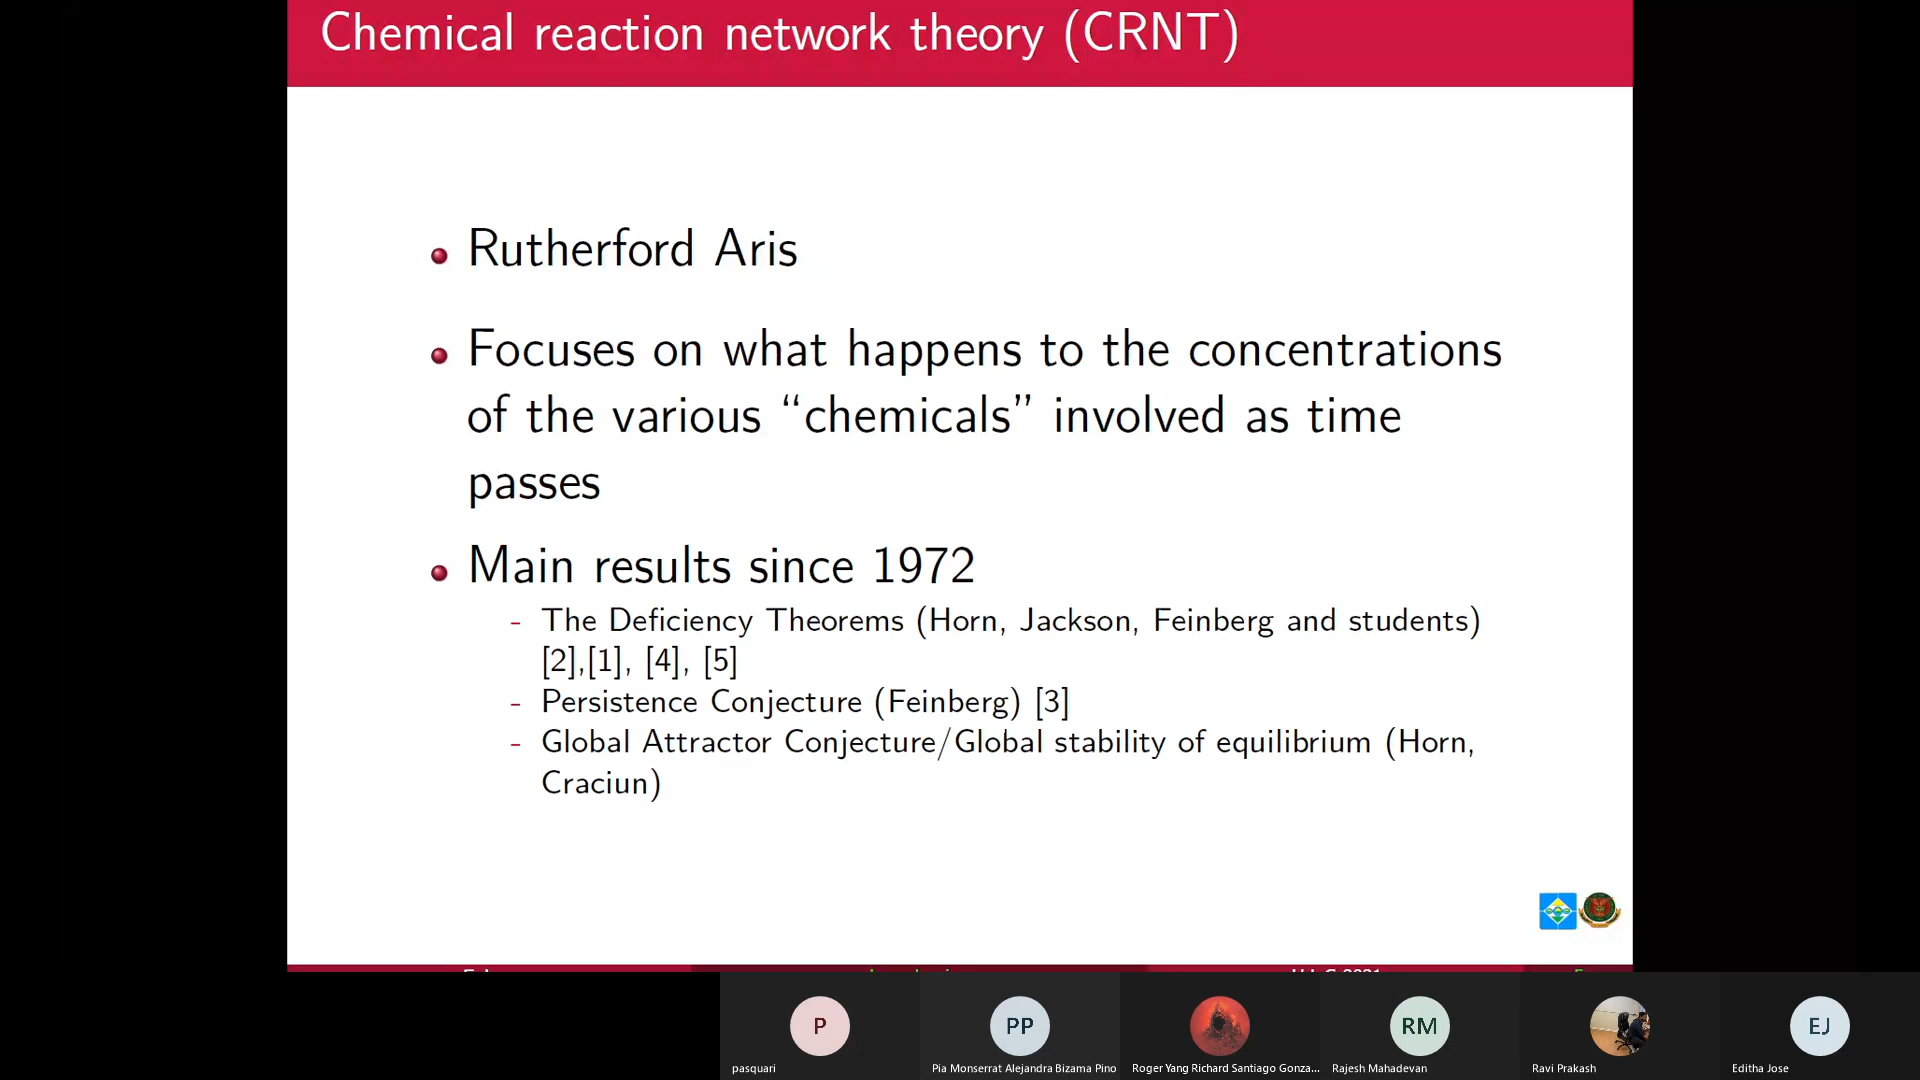 Chemical reaction network theory (CRNT)
Rutherford Aris
Focuses on what happens to the concentrations
of the various “chemicals” involved as time
passes
Main results since 1972
- The Deficiency Theorems (Horn, Jackson, Feinberg and students)
[2],[1], [4], [5]
- Persistence Conjecture (Feinberg) [3]
- Global Attractor Conjecture/Global stability of equilibrium (Horn,
Craciun)
P PP RM EJ
pasquari Pia Monserrat Alejandra Bizama Pino Roger Yang Richard Santiago Gonza... Rajesh Mahadevan Ravi Prakash Editha Jose